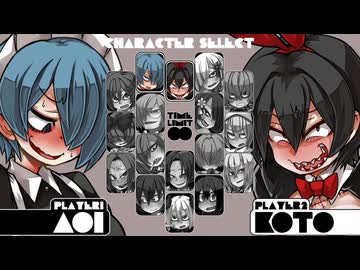 CHARACTER SELECT
TIME
LIMIT
∞
PLAYER1
AOI
PLAYER2
KOTO